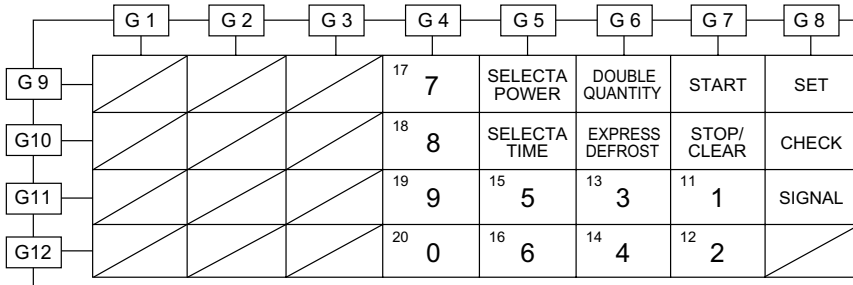 G 1 G 2 G 3 G 4 G 5 G 6 G 7 G 8
G 9 17 7 SELECTA POWER DOUBLE QUANTITY START SET
G10 18 8 SELECTA TIME EXPRESS DEFROST STOP/ CLEAR CHECK
G11 19 9 15 5 13 3 11 1 SIGNAL
G12 20 0 16 6 14 4 12 2